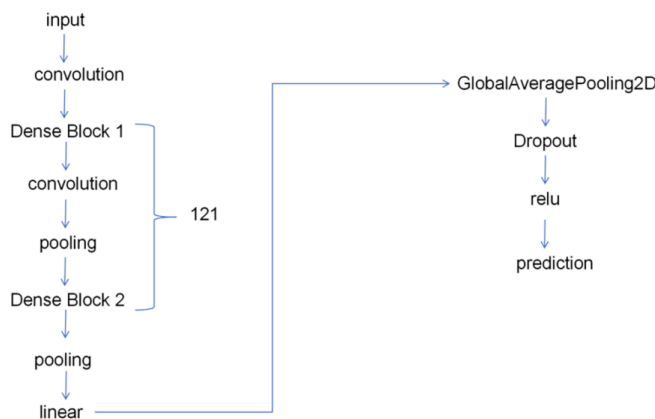 input
convolution
Dense Block 1
convolution
121
pooling
Dense Block 2
pooling
linear
GlobalAveragePooling2D
Dropout
relu
prediction